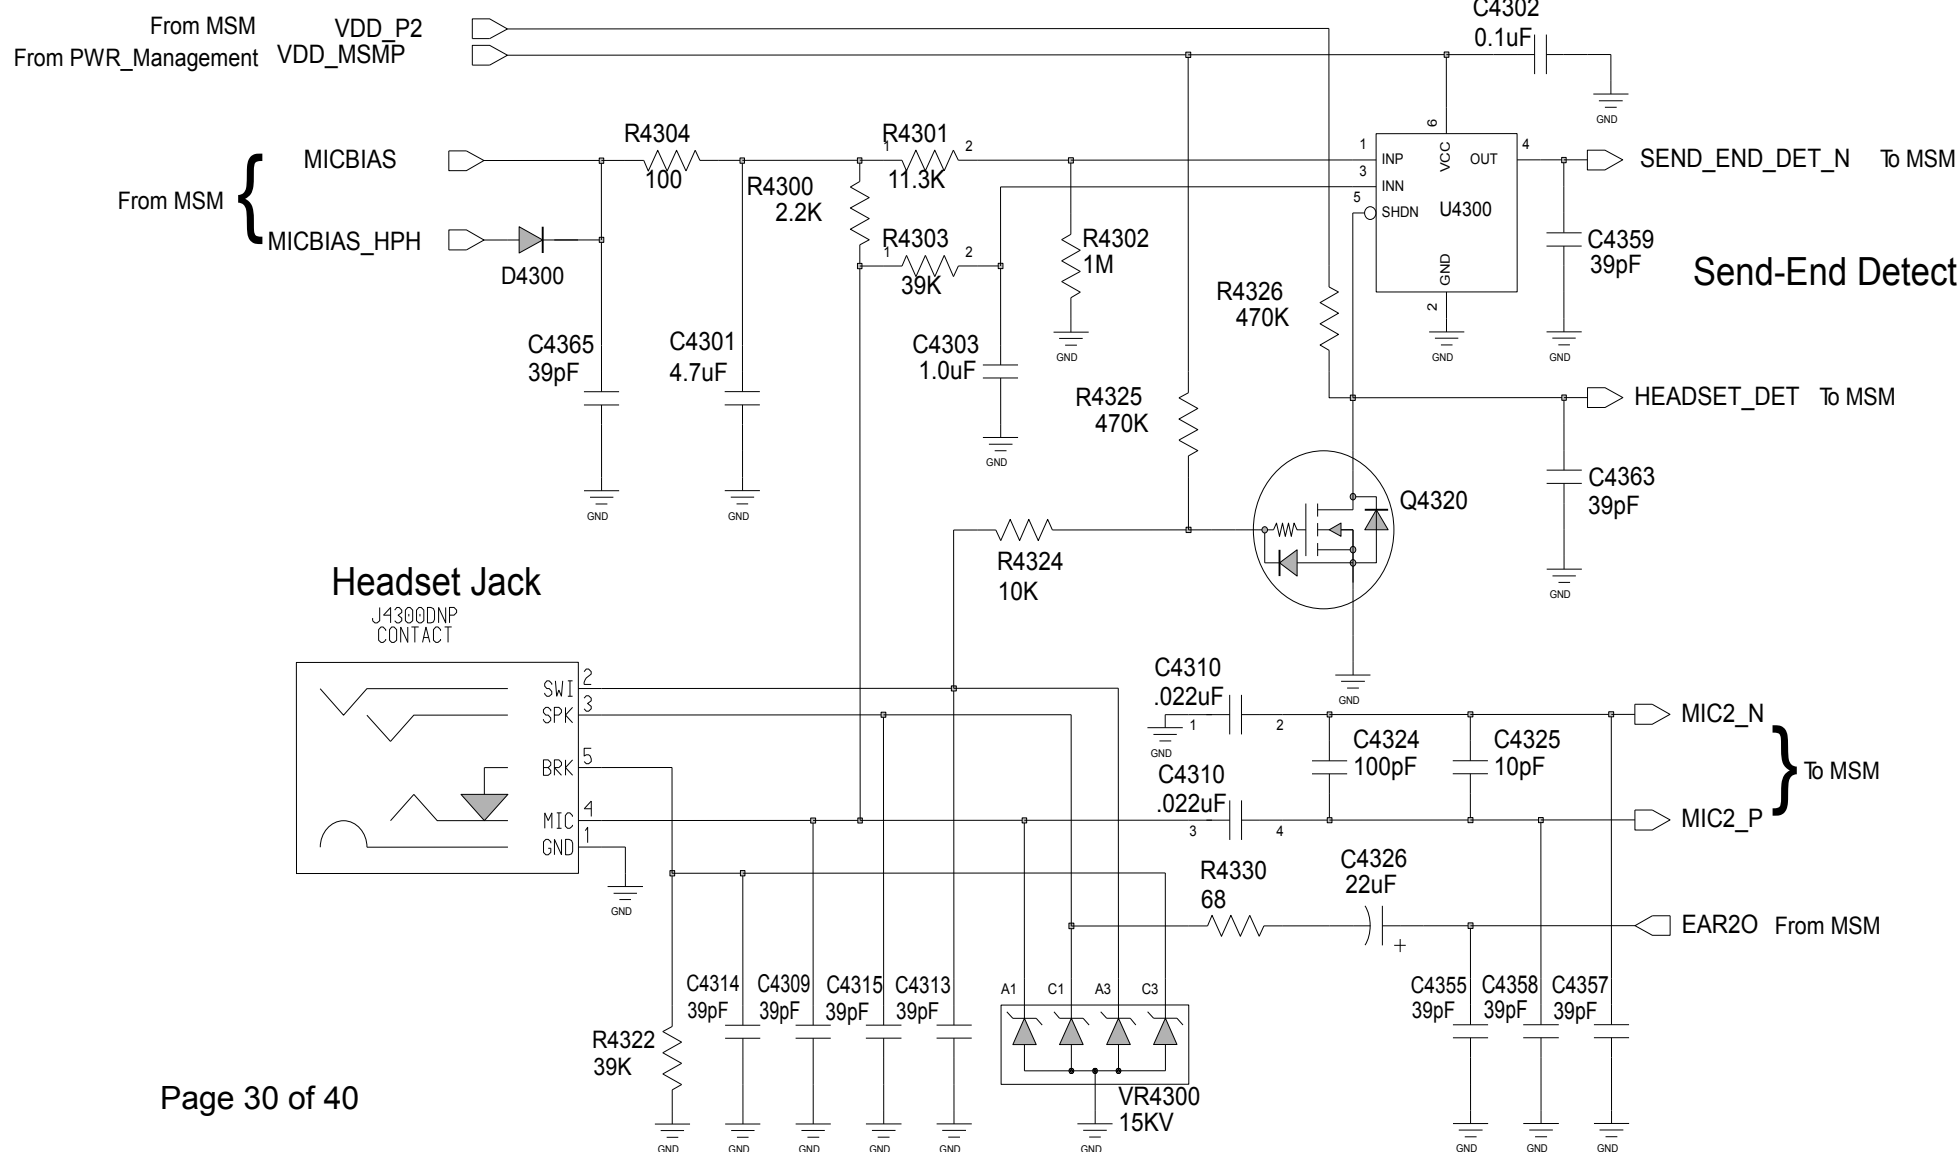 C4302
0.1uF
From MSM VDD_P2
From PWR_Management VDD_MSMP
GND
R4304
100
R4301
1 2
11.3K
MICBIAS
From MSM {
MICBIAS_HPH
D4300
R4300
2.2K
R4303
1 2
39K
R4302
1M
GND
1 INP
3 INN
5 SHDN
6 VCC
OUT 4
U4300
GND 2
GND
SEND_END_DET_N To MSM
C4359
39pF
GND
Send-End Detect
C4365
39pF
GND
C4301
4.7uF
GND
C4303
1.0uF
GND
R4326
470K
R4325
470K
HEADSET_DET To MSM
C4363
39pF
GND
Q4320
GND
R4324
10K
Headset Jack
J4300DNP
CONTACT
SWI 2
SPK 3
BRK 5
MIC 4
GND 1
GND
C4310
.022uF
1 2
GND
C4310
.022uF
3 4
C4324
100pF
C4325
10pF
MIC2_N
} To MSM
MIC2_P
R4330
68
C4326
22uF
+
EAR2O From MSM
C4314
39pF
C4309
39pF
C4315
39pF
C4313
39pF
A1 C1 A3 C3
C4355
39pF
C4358
39pF
C4357
39pF
R4322
39K
VR4300
15KV
Page 30 of 40
GND GND GND GND GND GND GND GND GND